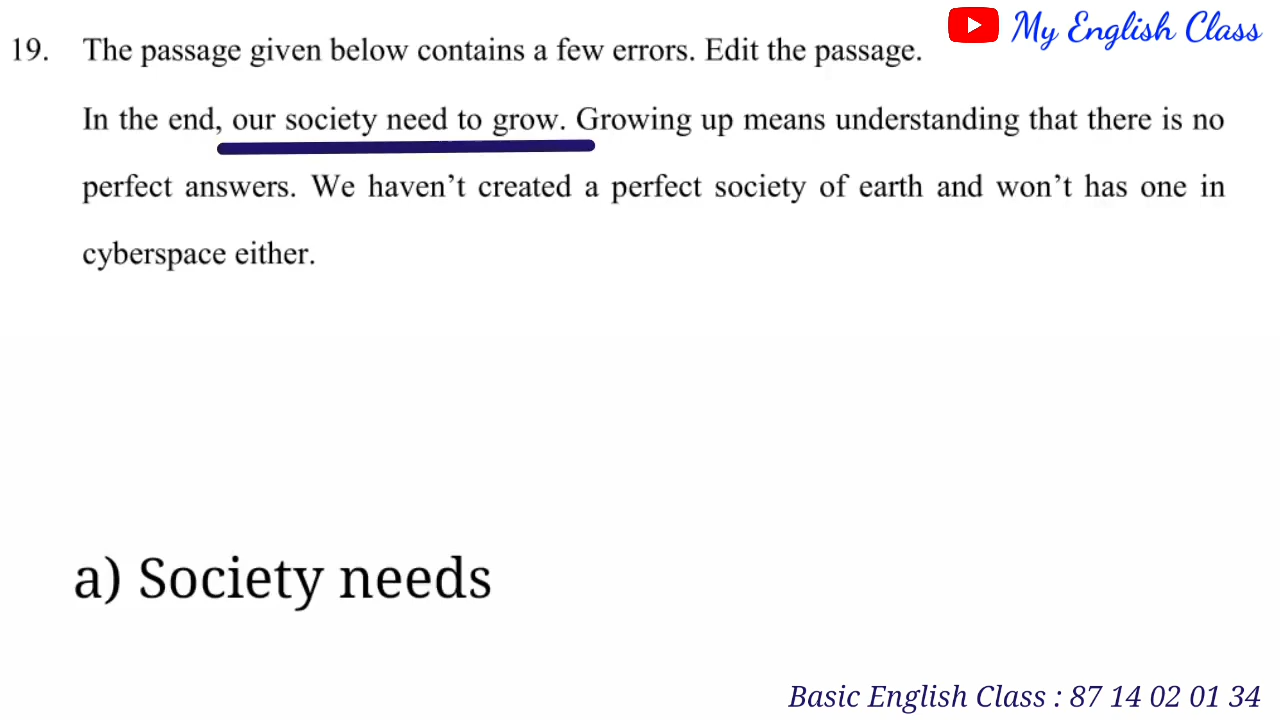 My English Class
19. The passage given below contains a few errors. Edit the passage.
In the end, our society need to grow. Growing up means understanding that there is no
perfect answers. We haven’t created a perfect society of earth and won’t has one in
cyberspace either.
a) Society needs
Basic English Class : 87 14 02 01 34